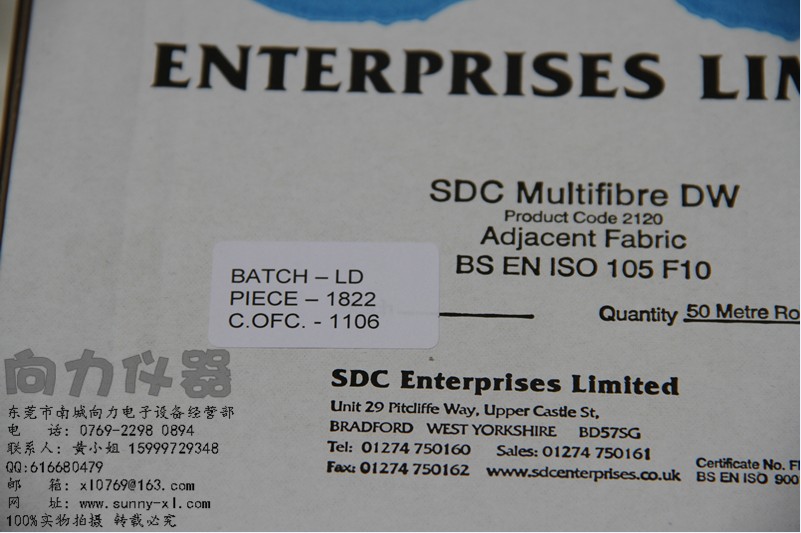 ENTERPRISES LIM
SDC Multifibre DW
Product Code 2120
Adjacent Fabric
BS EN ISO 105 F10
BATCH – LD
PIECE – 1822
C.OFC. - 1106
Quantity 50 Metre Ro
SDC Enterprises Limited
Unit 29 Pitcliffe Way, Upper Castle St,
BRADFORD WEST YORKSHIRE BD57SG
Tel: 01274 750160 Sales: 01274 750161
Fax: 01274 750162 www.sdcenterprises.co.uk
Certificate No. F
BS EN ISO 900
向力仪器
东莞市南城向力电子设备经营部
电 话: 0769-2298 0894
联系人: 黄小姐 15999729348
QQ:616680479
邮 箱: xl0769@163.com
网 址: www.sunny-xl.com
100%实物拍摄 转载必究